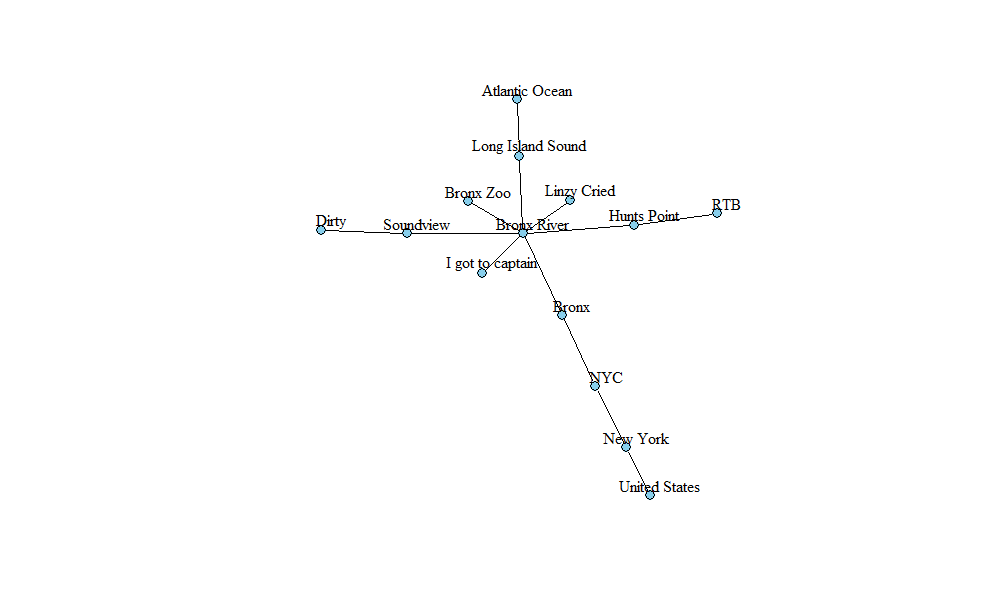 Atlantic Ocean
Long Island Sound
Bronx Zoo
Linzy Cried
RTB
Dirty
Soundview
Bronx River
Hunts Point
I got to captain
Bronx
NYC
New York
United States